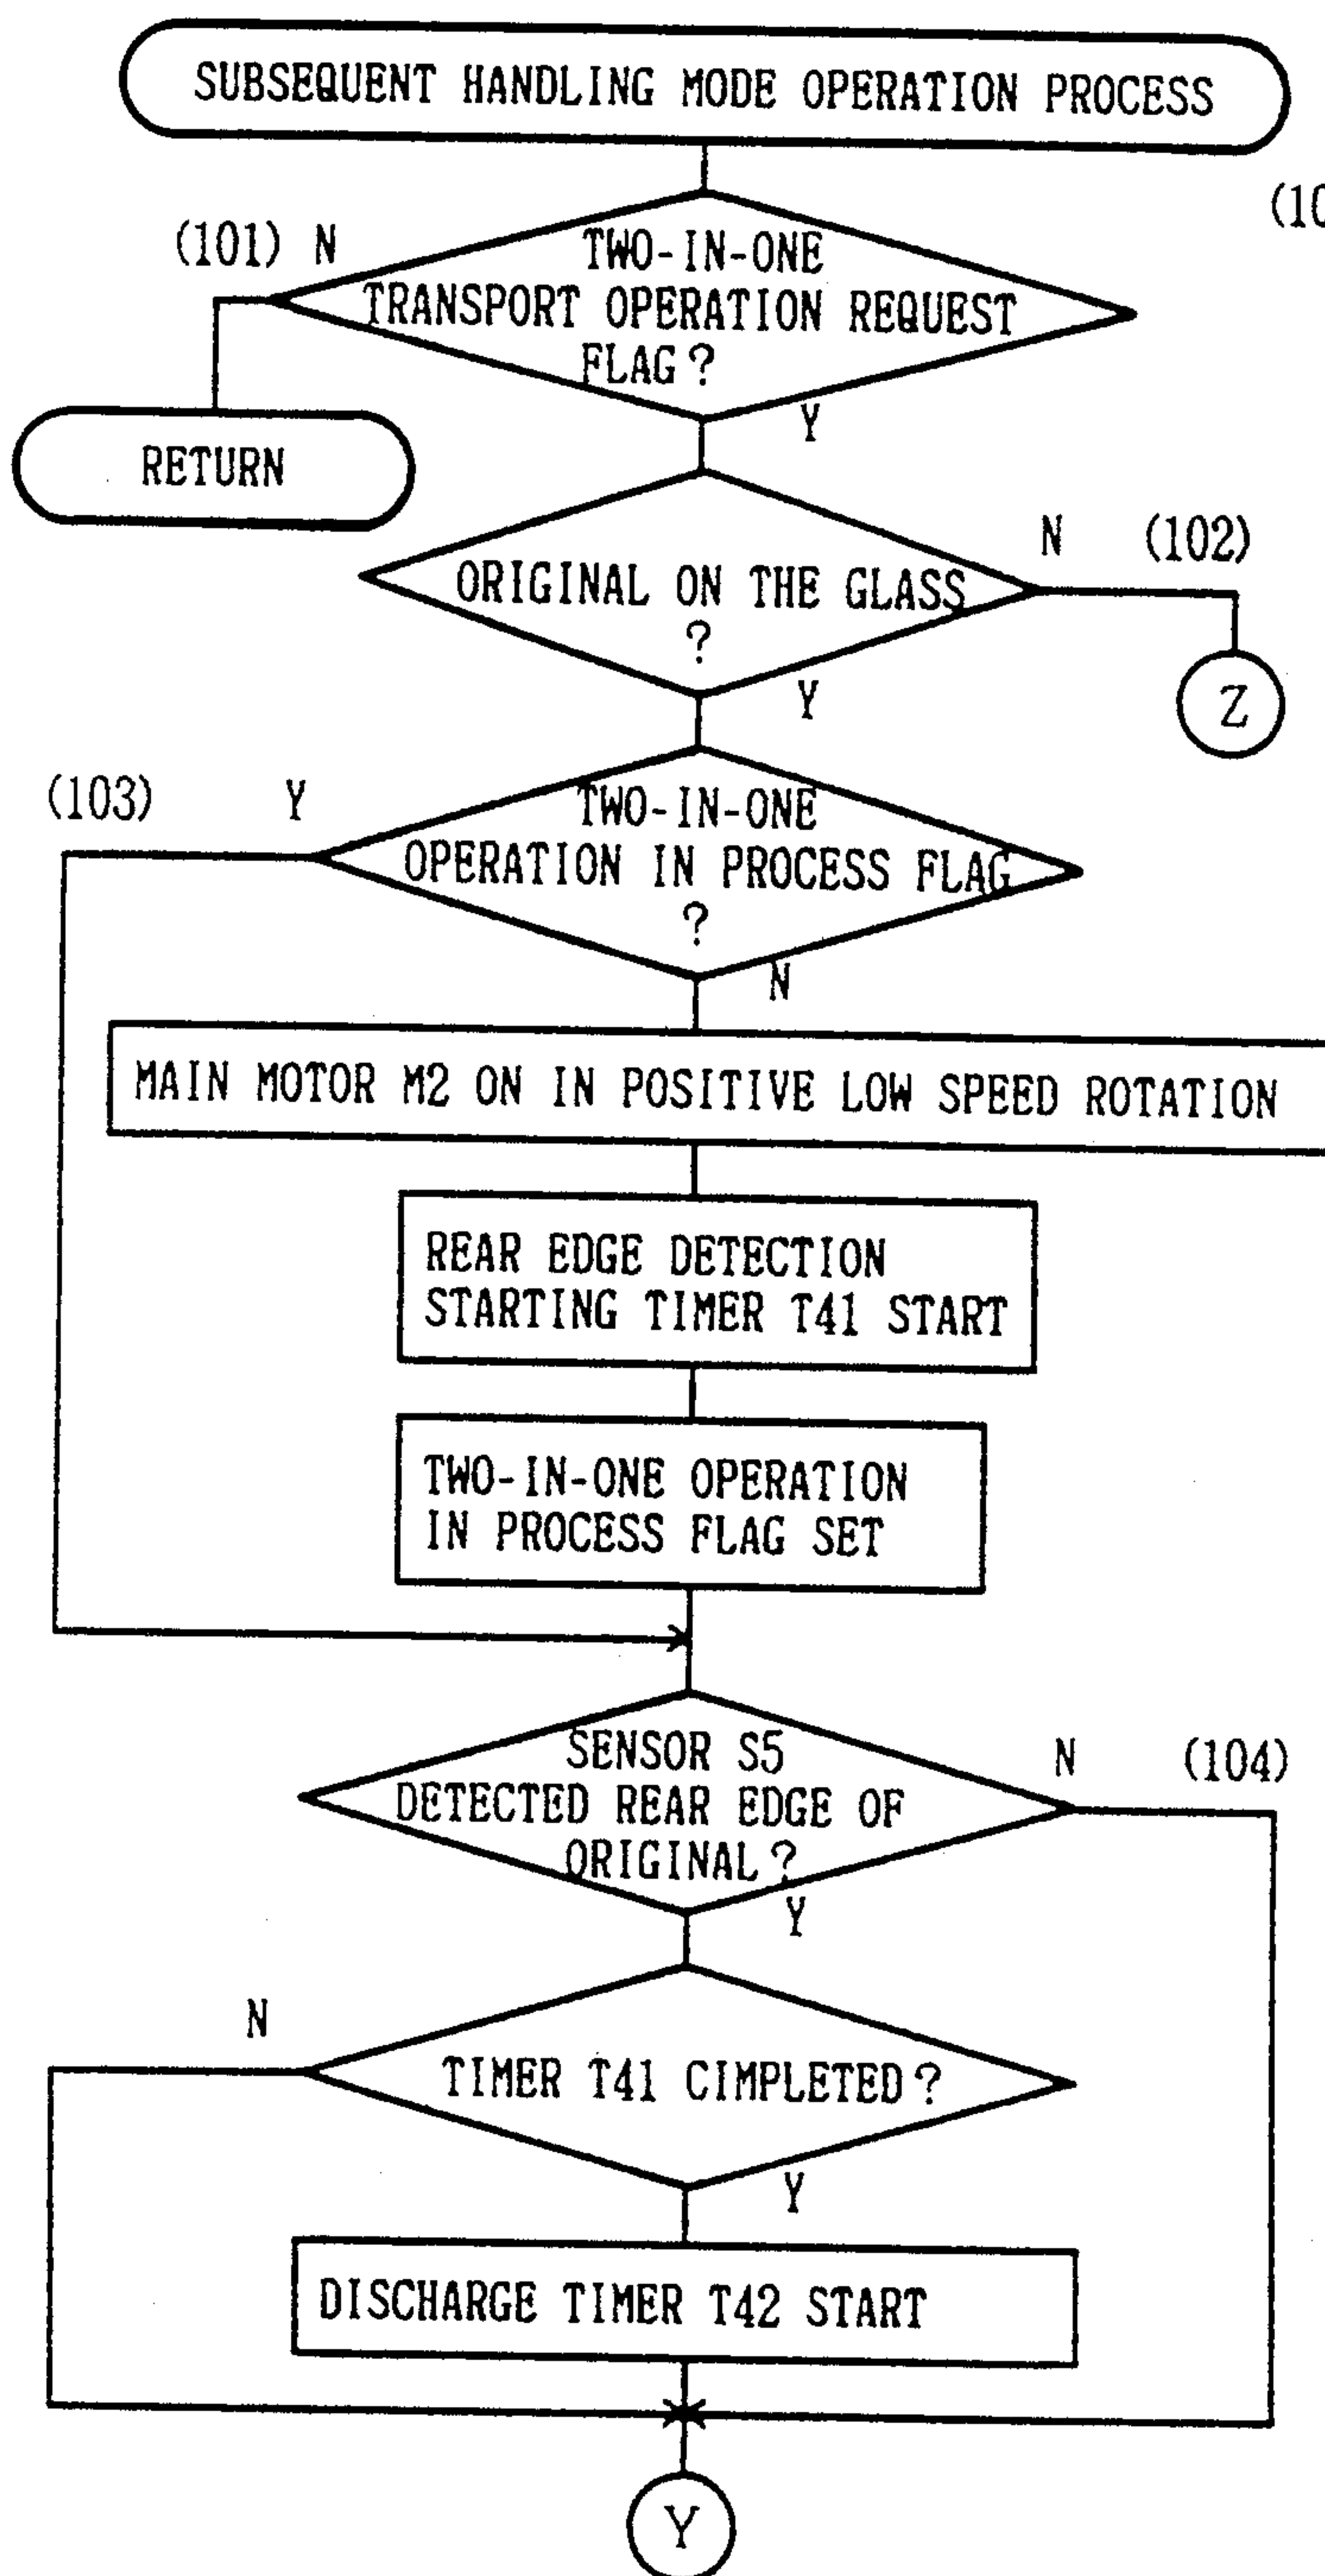 SUBSEQUENT HANDLING MODE OPERATION PROCESS
(10
(101) N
TWO-IN-ONE
TRANSPORT OPERATION REQUEST
FLAG?
Y
RETURN
ORIGINAL ON THE GLASS
?
N (102)
Y
Z
(103) Y
TWO-IN-ONE
OPERATION IN PROCESS FLAG
?
N
MAIN MOTOR M2 ON IN POSITIVE LOW SPEED ROTATION
REAR EDGE DETECTION
STARTING TIMER T41 START
TWO-IN-ONE OPERATION
IN PROCESS FLAG SET
SENSOR S5
DETECTED REAR EDGE OF
ORIGINAL?
N (104)
Y
N
TIMER T41 CIMPLETED?
Y
DISCHARGE TIMER T42 START
Y